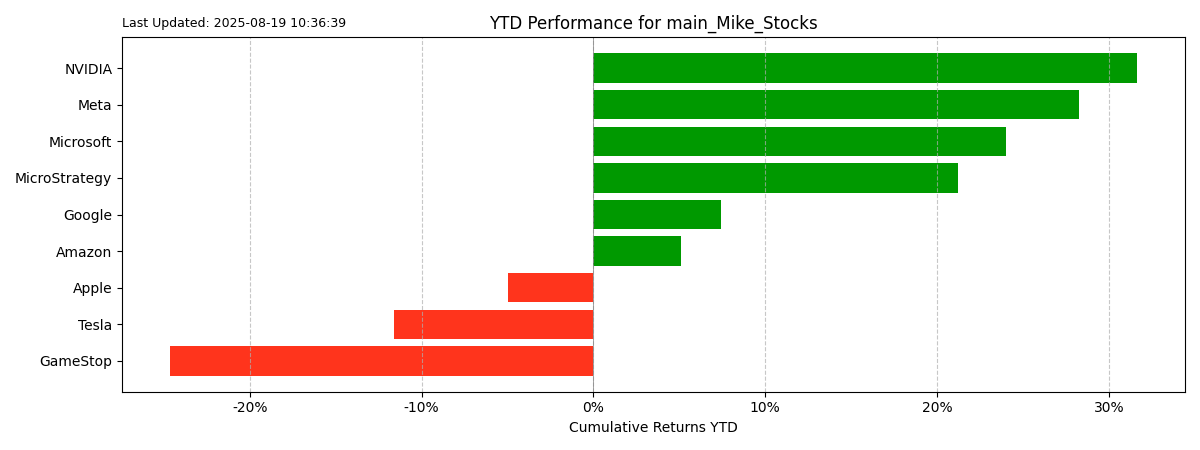 Last Updated: 2025-08-19 10:36:39
YTD Performance for main_Mike_Stocks
NVIDIA
Meta
Microsoft
MicroStrategy
Google
Amazon
Apple
Tesla
GameStop
-20% -10% 0% 10% 20% 30%
Cumulative Returns YTD